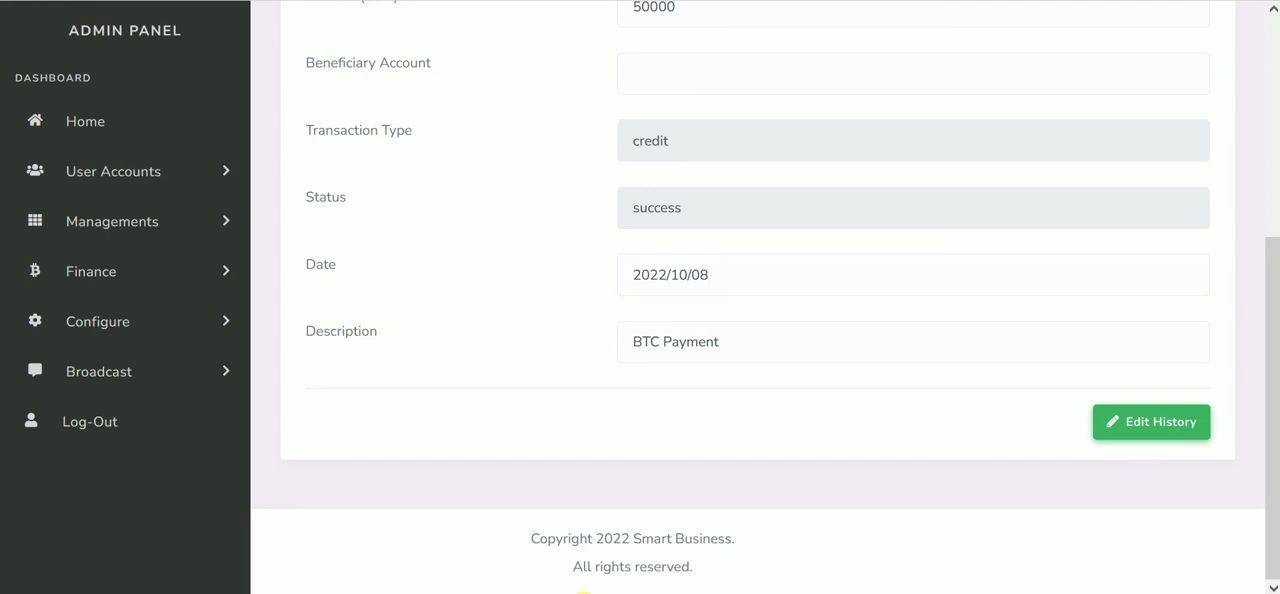 ADMIN PANEL
DASHBOARD
Home
User Accounts
Managements
Finance
Configure
Broadcast
Log-Out
50000
Beneficiary Account
Transaction Type
credit
Status
success
Date
2022/10/08
Description
BTC Payment
Edit History
Copyright 2022 Smart Business.
All rights reserved.